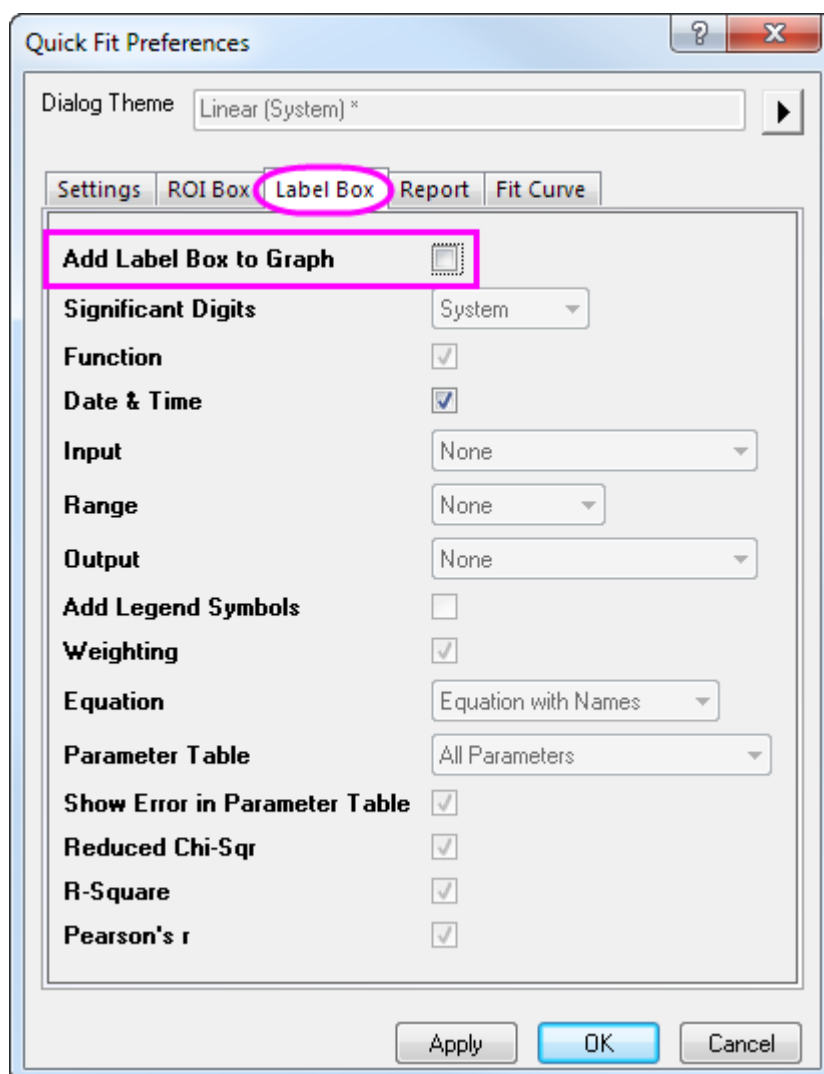 Quick Fit Preferences
Dialog Theme Linear (System) *
Settings ROI Box Label Box Report Fit Curve
Add Label Box to Graph
Significant Digits System
Function
Date & Time
Input None
Range None
Output None
Add Legend Symbols
Weighting
Equation Equation with Names
Parameter Table All Parameters
Show Error in Parameter Table
Reduced Chi-Sqr
R-Square
Pearson's r
Apply OK Cancel